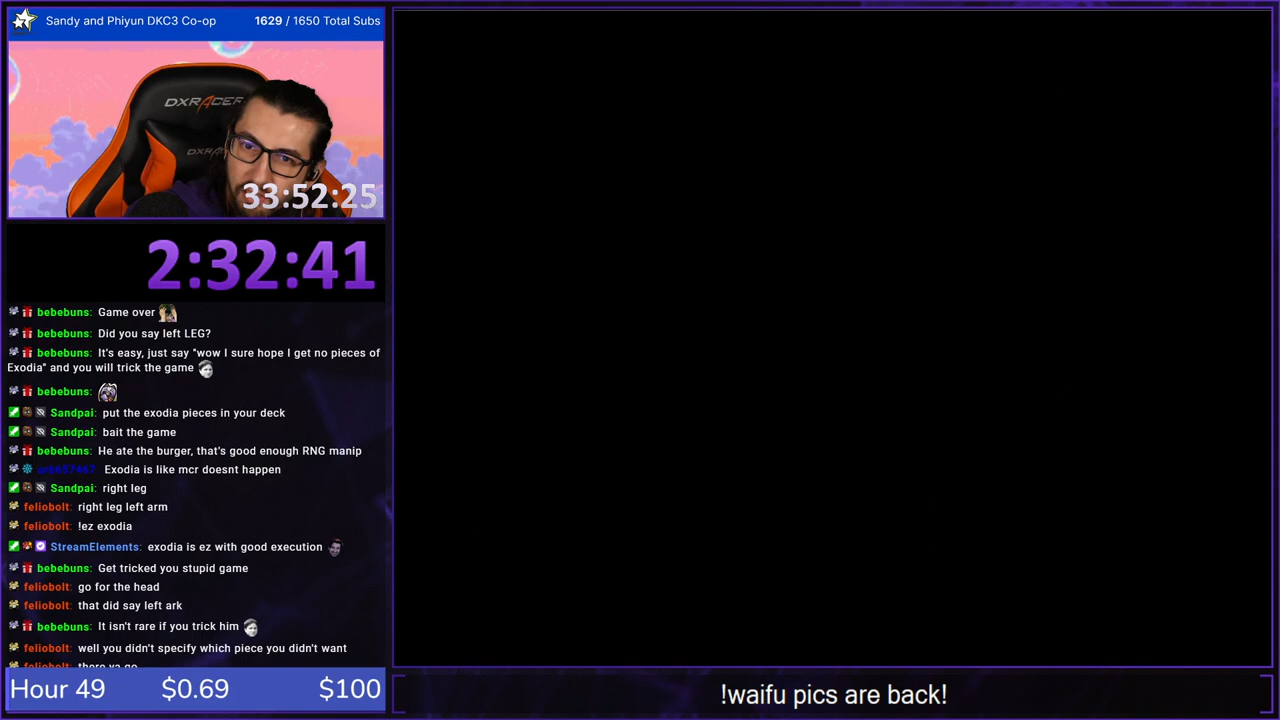 Sandy and Phiyun DKC3 Co-op 1629 / 1650 Total Subs
DXRACER
33:52:25
2:32:41
bebebuns: Game over
bebebuns: Did you say left LEG?
bebebuns: It's easy, just say "wow I sure hope I get no pieces of
Exodia" and you will trick the game
bebebuns:
Sandpai: put the exodia pieces in your deck
Sandpai: bait the game
bebebuns: He ate the burger, that's good enough RNG manip
Exodia is like mcr doesnt happen
Sandpai: right leg
feliobolt: right leg left arm
feliobolt: !ez exodia
StreamElements: exodia is ez with good execution
bebebuns: Get tricked you stupid game
feliobolt: go for the head
feliobolt: that did say left ark
bebebuns: It isn't rare if you trick him
feliobolt: well you didn't specify which piece you didn't want
feliobolt: there ya go
Hour 49 $0.69 $100
!waifu pics are back!